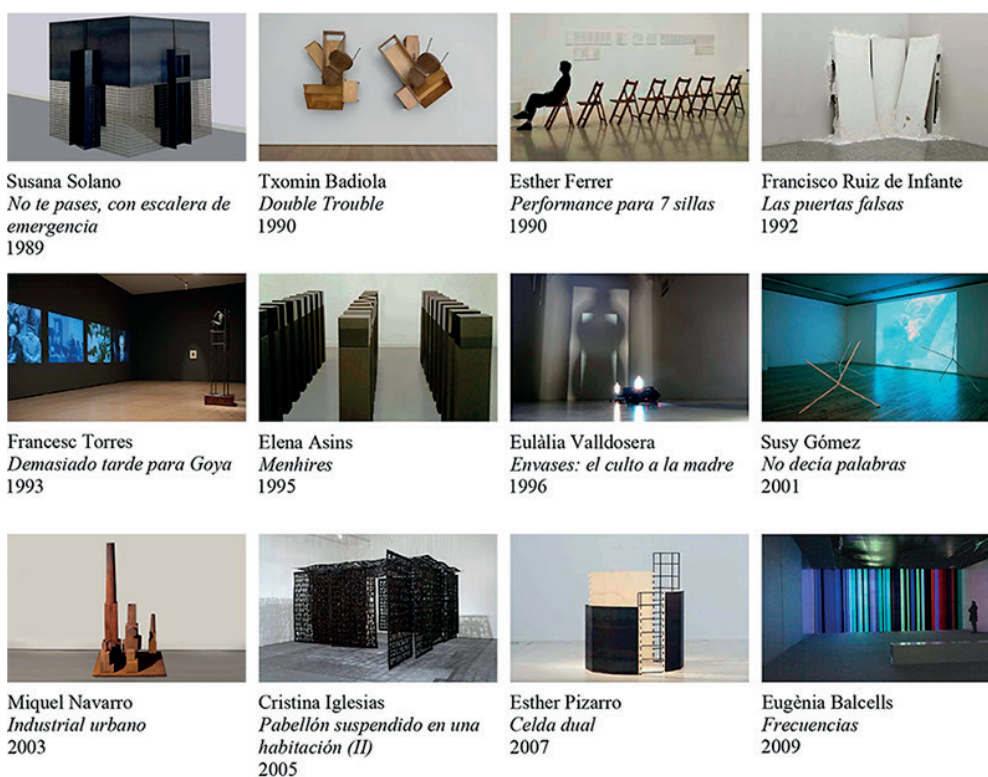 Susana Solano
No te pases, con escalera de
emergencia
1989
Txomin Badiola
Double Trouble
1990
Esther Ferrer
Performance para 7 sillas
1990
Francisco Ruiz de Infante
Las puertas falsas
1992
Francesc Torres
Demasiado tarde para Goya
1993
Elena Asins
Menhires
1995
Eulàlia Valldosera
Envases: el culto a la madre
1996
Susy Gómez
No decía palabras
2001
Miquel Navarro
Industrial urbano
2003
Cristina Iglesias
Pabellón suspendido en una
habitación (II)
2005
Esther Pizarro
Celda dual
2007
Eugènia Balcells
Frecuencias
2009